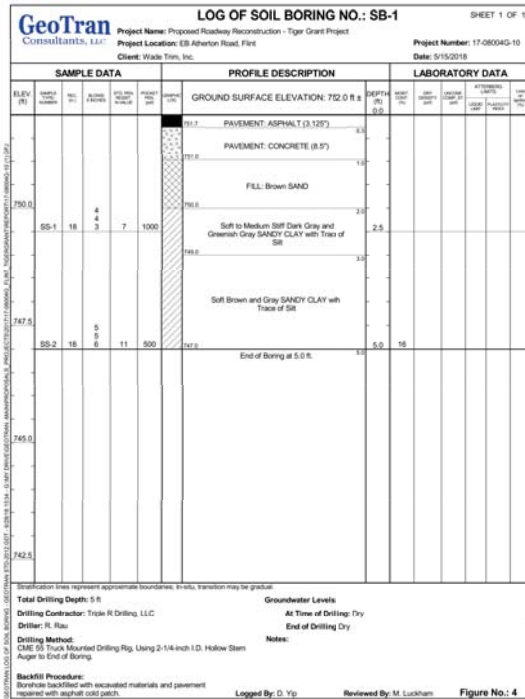 GeoTran
Consultants, LLC
LOG OF SOIL BORING NO.: SB-1
SHEET 1 OF 1
Project Name: Proposed Roadway Reconstruction - Tiger Grant Project
Project Location: EB Atherton Road, Flint
Project Number: 17-08004G-10
Client: Wade Trim, Inc.
Date: 5/15/2018
SAMPLE DATA PROFILE DESCRIPTION LABORATORY DATA
ELEV. (ft)
GROUND SURFACE ELEVATION: 752.0 ft ±
DEPTH (ft)
0.0
751.7 PAVEMENT: ASPHALT (3.125") 0.3
PAVEMENT: CONCRETE (8.5")
751.0 1.0
FILL: Brown SAND
750.0 750.0 2.0
4
4
SS-1 18 3 7 1000 2.5
Soft to Medium Stiff Dark Gray and
Greenish Gray SANDY CLAY with Trace of
Silt
749.0 3.0
Soft Brown and Gray SANDY CLAY with
Trace of Silt
747.5
5
5
SS-2 18 6 11 500 747.0 5.0 5.0 16
End of Boring at 5.0 ft.
745.0
742.5
Stratification lines represent approximate boundaries; in-situ, transition may be gradual.
Total Drilling Depth: 5 ft
Groundwater Levels:
Drilling Contractor: Triple R Drilling, LLC
At Time of Drilling: Dry
Driller: R. Rau
End of Drilling Dry
Drilling Method:
Notes:
CME 55 Truck Mounted Drilling Rig, Using 2-1/4-inch I.D. Hollow Stem
Auger to End of Boring.
Backfill Procedure:
Borehole backfilled with excavated materials and pavement
repaired with asphalt cold patch.
Logged By: D. Yip
Reviewed By: M. Luckham
Figure No.: 4